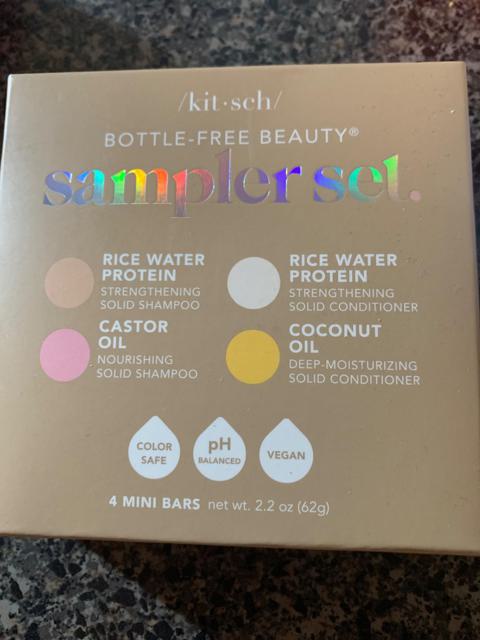 /kit·sch/
BOTTLE-FREE BEAUTY®
sampler set.
RICE WATER
PROTEIN
STRENGTHENING
SOLID SHAMPOO
RICE WATER
PROTEIN
STRENGTHENING
SOLID CONDITIONER
CASTOR
OIL
NOURISHING
SOLID SHAMPOO
COCONUT
OIL
DEEP-MOISTURIZING
SOLID CONDITIONER
COLOR
SAFE
pH
BALANCED
VEGAN
4 MINI BARS net wt. 2.2 oz (62g)